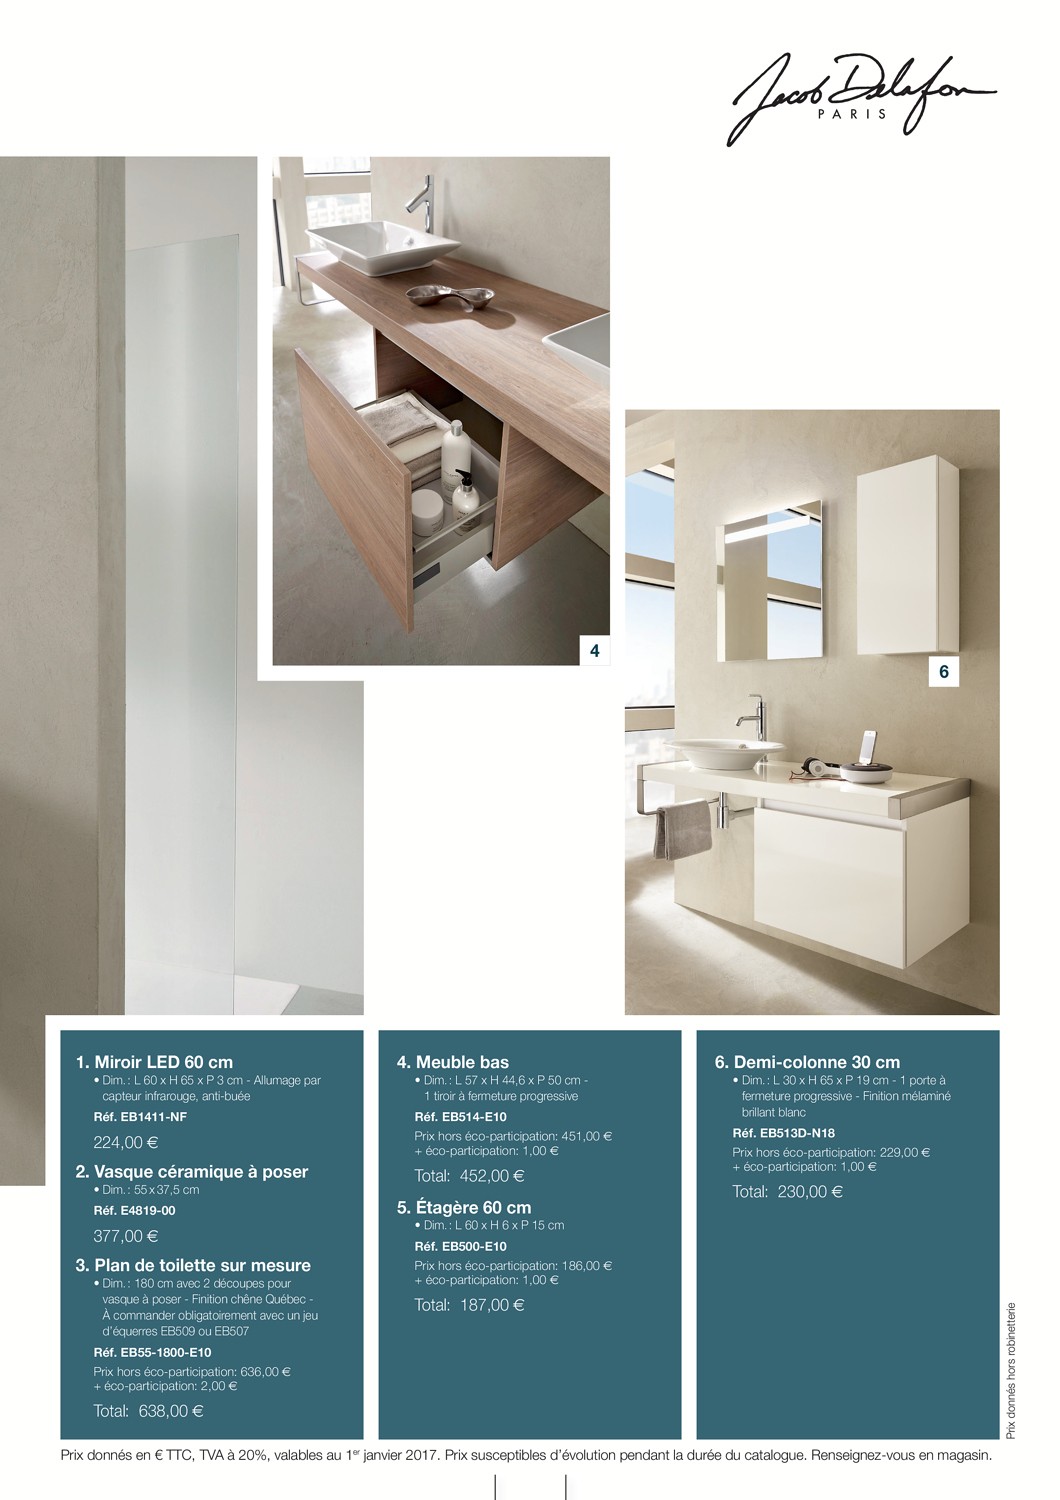 Jacob Delafon
PARIS
4
6
1. Miroir LED 60 cm
• Dim. : L 60 x H 65 x P 3 cm - Allumage par
capteur infrarouge, anti-buée
Réf. EB1411-NF
224,00 €
2. Vasque céramique à poser
• Dim. : 55 x 37,5 cm
Réf. E4819-00
377,00 €
3. Plan de toilette sur mesure
• Dim. : 180 cm avec 2 découpes pour
vasque à poser - Finition chêne Québec -
À commander obligatoirement avec un jeu
d'équerres EB509 ou EB507
Réf. EB55-1800-E10
Prix hors éco-participation: 636,00 €
+ éco-participation: 2,00 €
Total: 638,00 €
4. Meuble bas
• Dim. : L 57 x H 44,6 x P 50 cm -
1 tiroir à fermeture progressive
Réf. EB514-E10
Prix hors éco-participation: 451,00 €
+ éco-participation: 1,00 €
Total: 452,00 €
5. Étagère 60 cm
• Dim. : L 60 x H 6 x P 15 cm
Réf. EB500-E10
Prix hors éco-participation: 186,00 €
+ éco-participation: 1,00 €
Total: 187,00 €
6. Demi-colonne 30 cm
• Dim. : L 30 x H 65 x P 19 cm - 1 porte à
fermeture progressive - Finition mélaminé
brillant blanc
Réf. EB513D-N18
Prix hors éco-participation: 229,00 €
+ éco-participation: 1,00 €
Total: 230,00 €
Prix donnés hors robinetterie
Prix donnés en € TTC, TVA à 20%, valables au 1er janvier 2017. Prix susceptibles d'évolution pendant la durée du catalogue. Renseignez-vous en magasin.